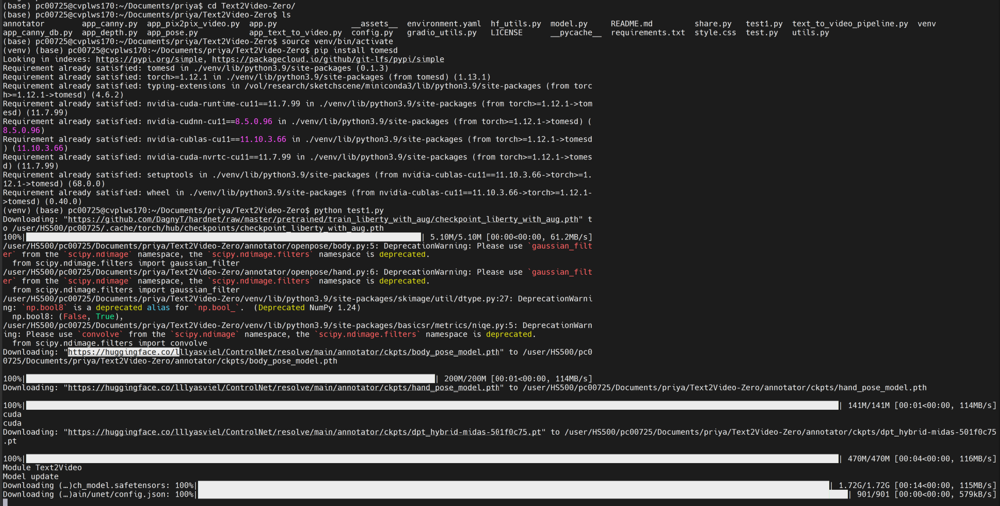 (base) pc00725@cvplws170:~/Documents/priya$ cd Text2Video-Zero/
(base) pc00725@cvplws170:~/Documents/priya/Text2Video-Zero$ ls
annotator        app_canny.py  app_pix2pix_video.py  app.py                __assets__  environment.yaml  hf_utils.py  model.py     README.md         share.py   test1.py  text_to_video_pipeline.py  venv
app_canny_db.py  app_depth.py  app_pose.py           app_text_to_video.py  config.py   gradio_utils.py   LICENSE      __pycache__  requirements.txt  style.css  test.py   utils.py
(base) pc00725@cvplws170:~/Documents/priya/Text2Video-Zero$ source venv/bin/activate
(venv) (base) pc00725@cvplws170:~/Documents/priya/Text2Video-Zero$ pip install tomesd
Looking in indexes: https://pypi.org/simple, https://packagecloud.io/github/git-lfs/pypi/simple
Requirement already satisfied: tomesd in ./venv/lib/python3.9/site-packages (0.1.3)
Requirement already satisfied: torch>=1.12.1 in ./venv/lib/python3.9/site-packages (from tomesd) (1.13.1)
Requirement already satisfied: typing-extensions in /vol/research/sketchscene/miniconda3/lib/python3.9/site-packages (from torc
h>=1.12.1->tomesd) (4.6.2)
Requirement already satisfied: nvidia-cuda-runtime-cu11==11.7.99 in ./venv/lib/python3.9/site-packages (from torch>=1.12.1->tom
esd) (11.7.99)
Requirement already satisfied: nvidia-cudnn-cu11==8.5.0.96 in ./venv/lib/python3.9/site-packages (from torch>=1.12.1->tomesd) (
8.5.0.96)
Requirement already satisfied: nvidia-cublas-cu11==11.10.3.66 in ./venv/lib/python3.9/site-packages (from torch>=1.12.1->tomesd
) (11.10.3.66)
Requirement already satisfied: nvidia-cuda-nvrtc-cu11==11.7.99 in ./venv/lib/python3.9/site-packages (from torch>=1.12.1->tomes
d) (11.7.99)
Requirement already satisfied: setuptools in ./venv/lib/python3.9/site-packages (from nvidia-cublas-cu11==11.10.3.66->torch>=1.
12.1->tomesd) (68.0.0)
Requirement already satisfied: wheel in ./venv/lib/python3.9/site-packages (from nvidia-cublas-cu11==11.10.3.66->torch>=1.12.1-
>tomesd) (0.40.0)
(venv) (base) pc00725@cvplws170:~/Documents/priya/Text2Video-Zero$ python test1.py
Downloading: "https://github.com/DagnyT/hardnet/raw/master/pretrained/train_liberty_with_aug/checkpoint_liberty_with_aug.pth" t
o /user/HS500/pc00725/.cache/torch/hub/checkpoints/checkpoint_liberty_with_aug.pth
100%| | 5.10M/5.10M [00:00<00:00, 61.2MB/s]
/user/HS500/pc00725/Documents/priya/Text2Video-Zero/annotator/openpose/body.py:5: DeprecationWarning: Please use `gaussian_filt
er` from the `scipy.ndimage` namespace, the `scipy.ndimage.filters` namespace is deprecated.
  from scipy.ndimage.filters import gaussian_filter
/user/HS500/pc00725/Documents/priya/Text2Video-Zero/annotator/openpose/hand.py:6: DeprecationWarning: Please use `gaussian_filt
er` from the `scipy.ndimage` namespace, the `scipy.ndimage.filters` namespace is deprecated.
  from scipy.ndimage.filters import gaussian_filter
/user/HS500/pc00725/Documents/priya/Text2Video-Zero/venv/lib/python3.9/site-packages/skimage/util/dtype.py:27: DeprecationWarni
ng: `np.bool8` is a deprecated alias for `np.bool_`.  (Deprecated NumPy 1.24)
  np.bool8: (False, True),
/user/HS500/pc00725/Documents/priya/Text2Video-Zero/venv/lib/python3.9/site-packages/basicsr/metrics/niqe.py:5: DeprecationWarn
ing: Please use `convolve` from the `scipy.ndimage` namespace, the `scipy.ndimage.filters` namespace is deprecated.
  from scipy.ndimage.filters import convolve
Downloading: "https://huggingface.co/lllyasviel/ControlNet/resolve/main/annotator/ckpts/body_pose_model.pth" to /user/HS500/pc0
0725/Documents/priya/Text2Video-Zero/annotator/ckpts/body_pose_model.pth
100%| | 200M/200M [00:01<00:00, 114MB/s]
Downloading: "https://huggingface.co/lllyasviel/ControlNet/resolve/main/annotator/ckpts/hand_pose_model.pth" to /user/HS500/pc00725/Documents/priya/Text2Video-Zero/annotator/ckpts/hand_pose_model.pth
100%| | 141M/141M [00:01<00:00, 114MB/s]
cuda
cuda
Downloading: "https://huggingface.co/lllyasviel/ControlNet/resolve/main/annotator/ckpts/dpt_hybrid-midas-501f0c75.pt" to /user/HS500/pc00725/Documents/priya/Text2Video-Zero/annotator/ckpts/dpt_hybrid-midas-501f0c75
.pt
100%| | 470M/470M [00:04<00:00, 116MB/s]
Module Text2Video
Model update
Downloading (…)ch_model.safetensors: 100%| | 1.72G/1.72G [00:14<00:00, 115MB/s]
Downloading (…)ain/unet/config.json: 100%| | 901/901 [00:00<00:00, 579kB/s]